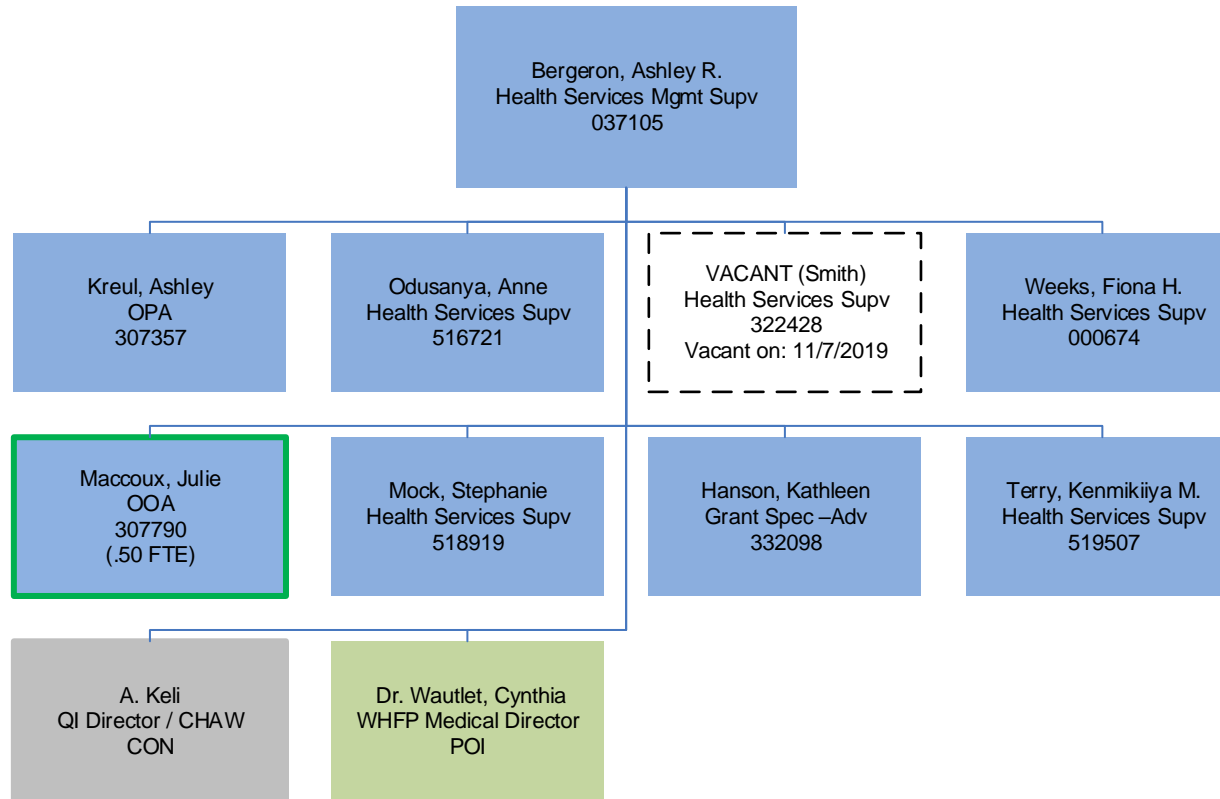 Bergeron, Ashley R.
Health Services Mgmt Supv
037105
Kreul, Ashley
OPA
307357
Odusanya, Anne
Health Services Supv
516721
VACANT (Smith)
Health Services Supv
322428
Vacant on: 11/7/2019
Weeks, Fiona H.
Health Services Supv
000674
Maccoux, Julie
OOA
307790
(.50 FTE)
Mock, Stephanie
Health Services Supv
518919
Hanson, Kathleen
Grant Spec –Adv
332098
Terry, Kenmikiiya M.
Health Services Supv
519507
A. Keli
QI Director / CHAW
CON
Dr. Wautlet, Cynthia
WHFP Medical Director
POI